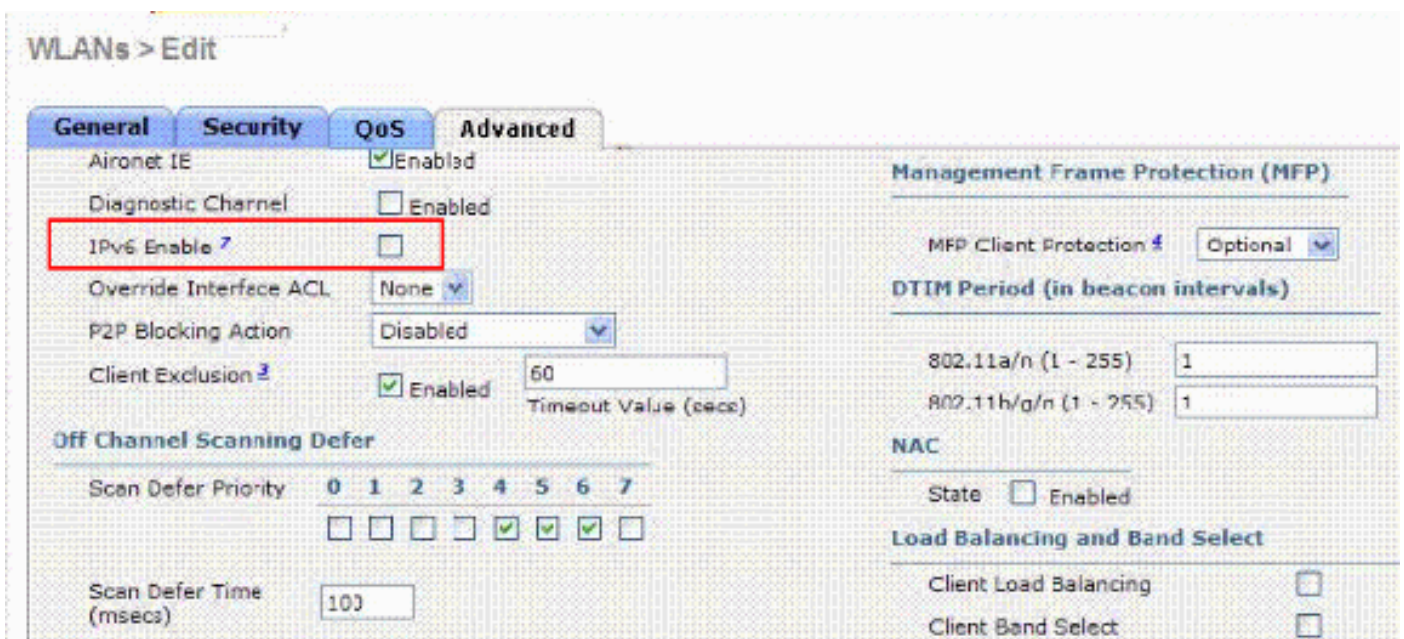 WLANs > Edit
General Security QoS Advanced
Aironet IE Enabled
Diagnostic Channel Enabled
IPv6 Enable 7
Override Interface ACL None
P2P Blocking Action Disabled
Client Exclusion 3 Enabled 60
Timeout Value (secs)
Off Channel Scanning Defer
Scan Defer Priority 0 1 2 3 4 5 6 7
Scan Defer Time (msecs) 100
Management Frame Protection (MFP)
MFP Client Protection 4 Optional
DTIM Period (in beacon intervals)
802.11a/n (1 - 255) 1
802.11b/g/n (1 - 255) 1
NAC
State Enabled
Load Balancing and Band Select
Client Load Balancing
Client Band Select